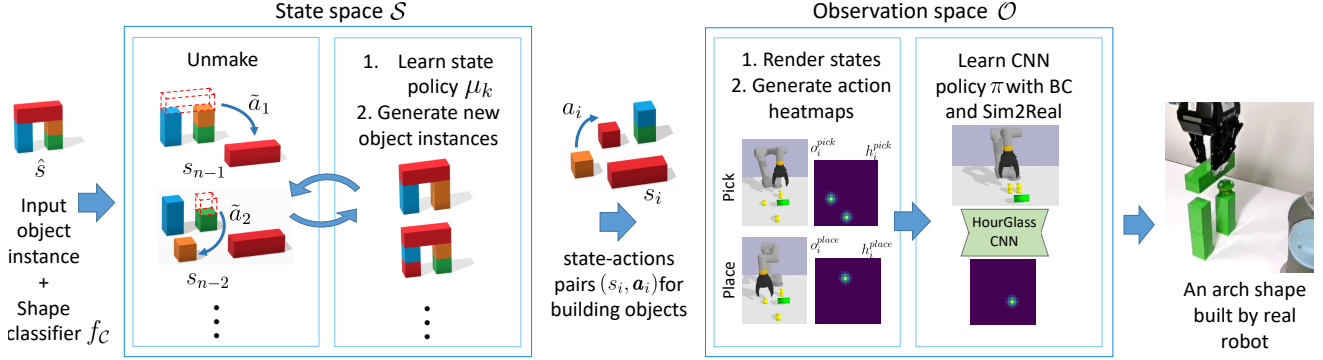 State space 𝒮
Observation space 𝒪
ŝ
Input
object
instance
+
Shape
classifier f_𝒞
Unmake
ã₁
s_{n−1}
ã₂
s_{n−2}
⋮
1. Learn state
policy μ_k
2. Generate new
object instances
⋮
a_i
s_i
state-actions
pairs (s_i, 𝒂_i) for
building objects
1. Render states
2. Generate action
heatmaps
Pick
o_i^{pick} h_i^{pick}
Place
o_i^{place} h_i^{place}
Learn CNN
policy π with BC
and Sim2Real
HourGlass
CNN
An arch shape
built by real
robot